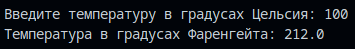 Введите температуру в градусах Цельсия: 100
Температура в градусах Фаренгейта: 212.0